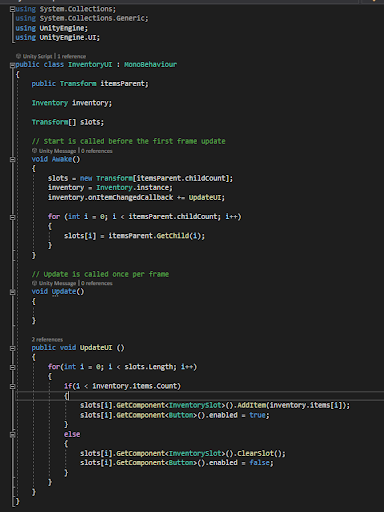 using System.Collections;
using System.Collections.Generic;
using UnityEngine;
using UnityEngine.UI;
Unity Script | 1 reference
public class InventoryUI : MonoBehaviour
{
public Transform itemsParent;
Inventory inventory;
Transform[] slots;
// Start is called before the first frame update
Unity Message | 0 references
void Awake()
{
slots = new Transform[itemsParent.childCount];
inventory = Inventory.instance;
inventory.onItemChangedCallback += UpdateUI;
for (int i = 0; i < itemsParent.childCount; i++)
{
slots[i] = itemsParent.GetChild(i);
}
}
// Update is called once per frame
Unity Message | 0 references
void Update()
{
}
2 references
public void UpdateUI ()
{
for(int i = 0; i < slots.Length; i++)
{
if(i < inventory.items.Count)
{
slots[i].GetComponent<InventorySlot>().AddItem(inventory.items[i]);
slots[i].GetComponent<Button>().enabled = true;
}
else
{
slots[i].GetComponent<InventorySlot>().ClearSlot();
slots[i].GetComponent<Button>().enabled = false;
}
}
}
}